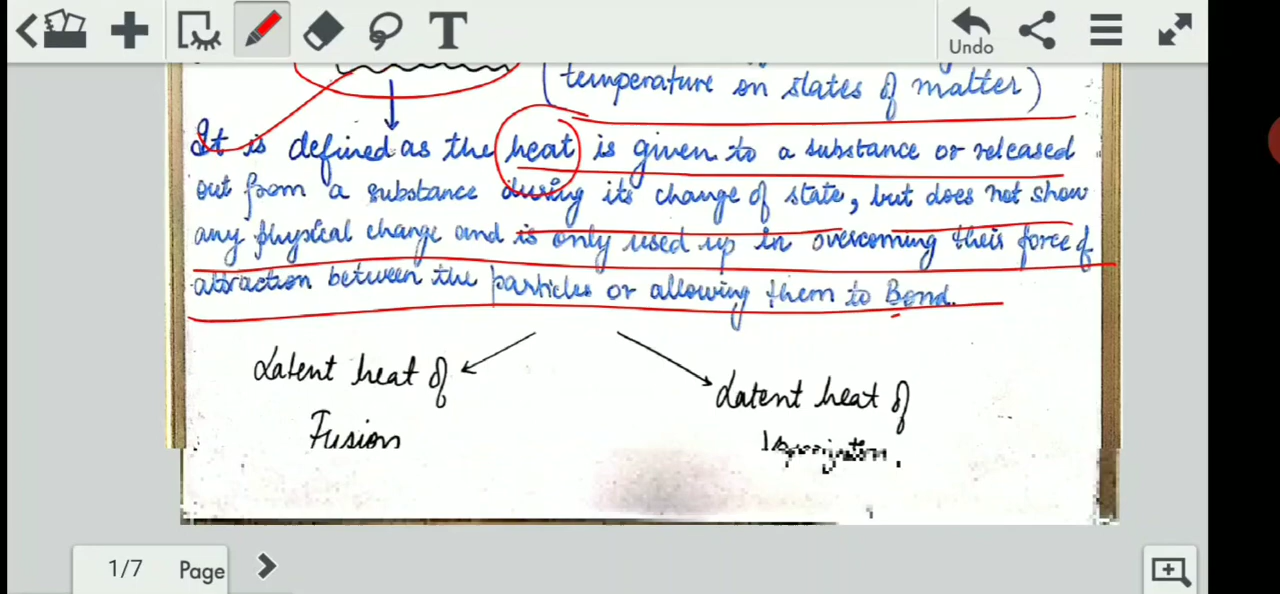 T
Undo
temperature on states of matter)
It is defined as the heat is given to a substance or released
out from a substance during its change of state, but does not show
any physical change and is only used up in overcoming their force of
attraction between the particles or allowing them to Bond.
Latent heat of
Fusion
Latent heat of
1/7 Page